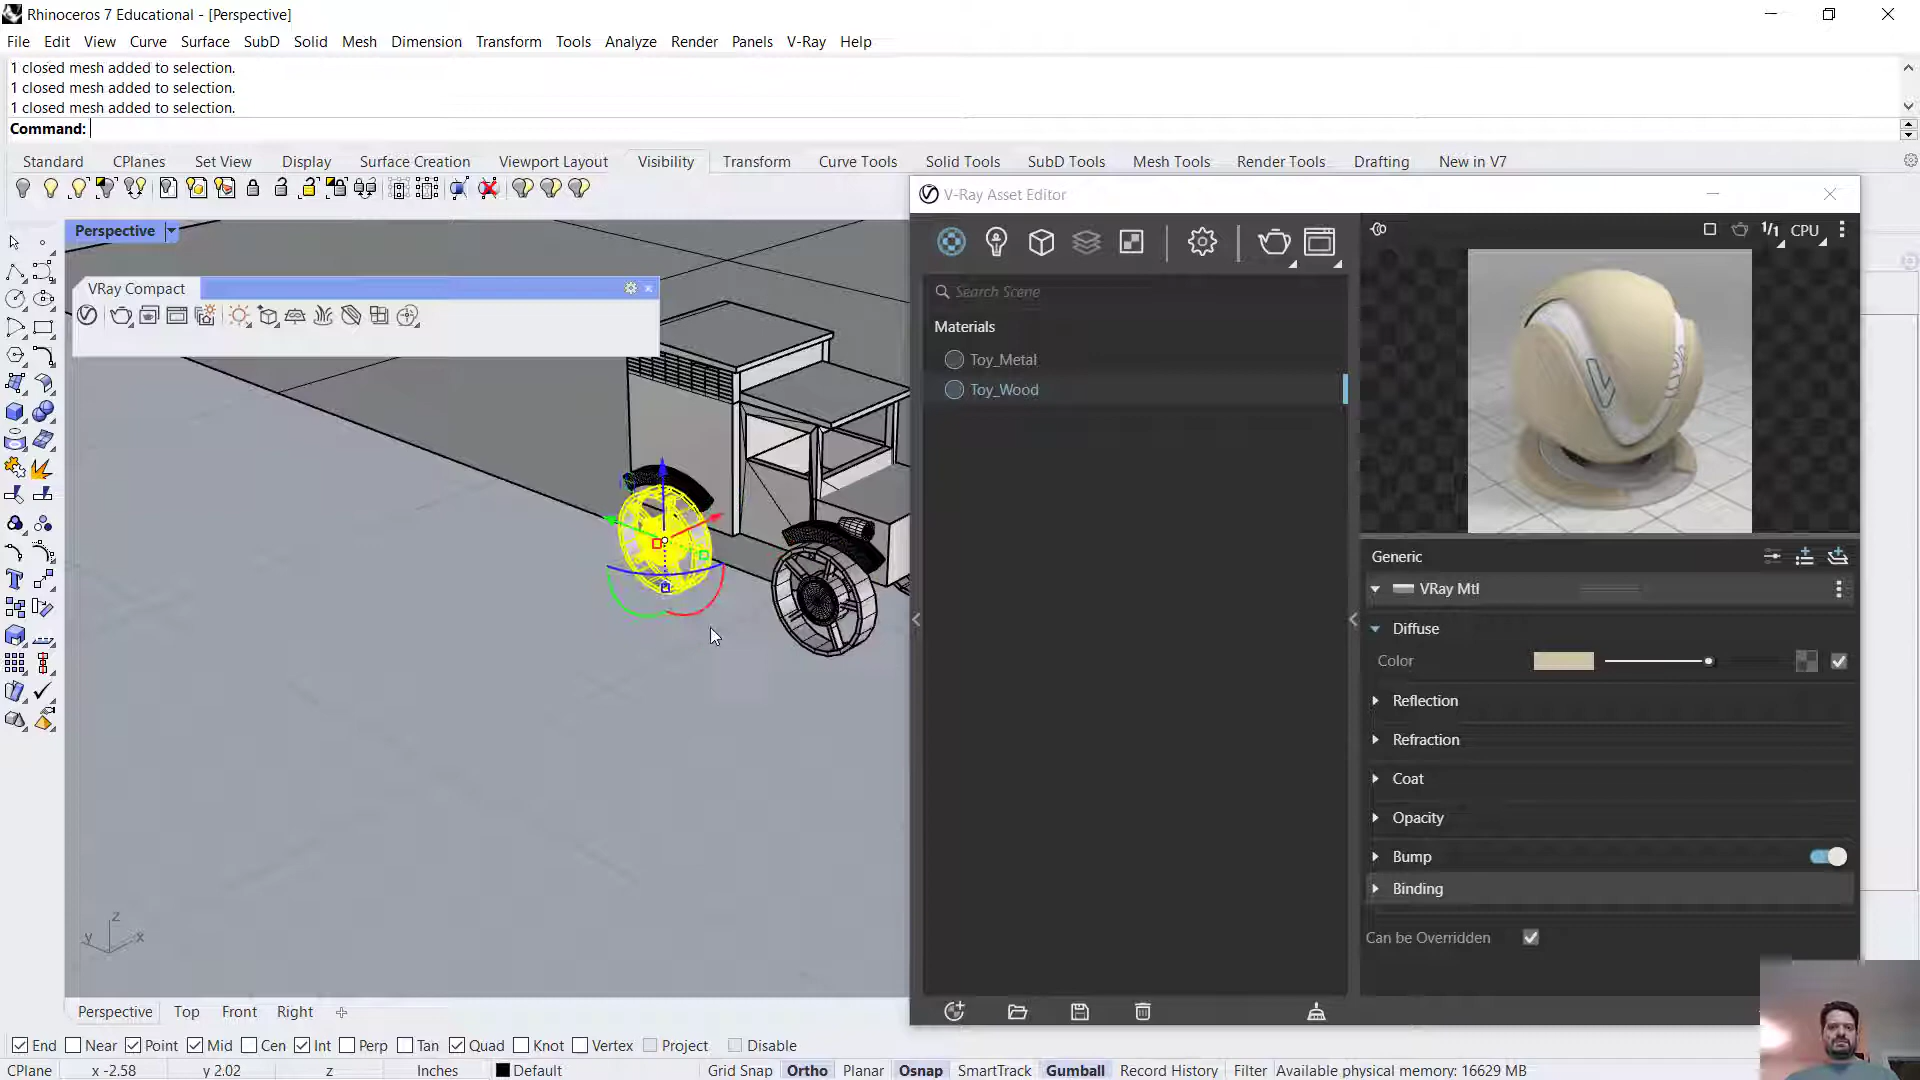 Rhinoceros 7 Educational - [Perspective]
File Edit View Curve Surface SubD Solid Mesh Dimension Transform Tools Analyze Render Panels V-Ray Help
1 closed mesh added to selection.
1 closed mesh added to selection.
1 closed mesh added to selection.
Command:
Standard CPlanes Set View Display Surface Creation Viewport Layout Visibility Transform Curve Tools Solid Tools SubD Tools Mesh Tools Render Tools Drafting New in V7
V-Ray Asset Editor
Perspective
1/1 CPU
VRay Compact
Search Scene
Materials
Toy_Metal
Toy_Wood
Generic
VRay Mtl
Diffuse
Color
Reflection
Refraction
Coat
Opacity
Bump
Binding
Can be Overridden
z
y x
Perspective Top Front Right
End Near Point Mid Cen Int Perp Tan Quad Knot Vertex Project Disable
CPlane x -2.58 y 2.02 z Inches Default Grid Snap Ortho Planar Osnap SmartTrack Gumball Record History Filter Available physical memory: 16629 MB